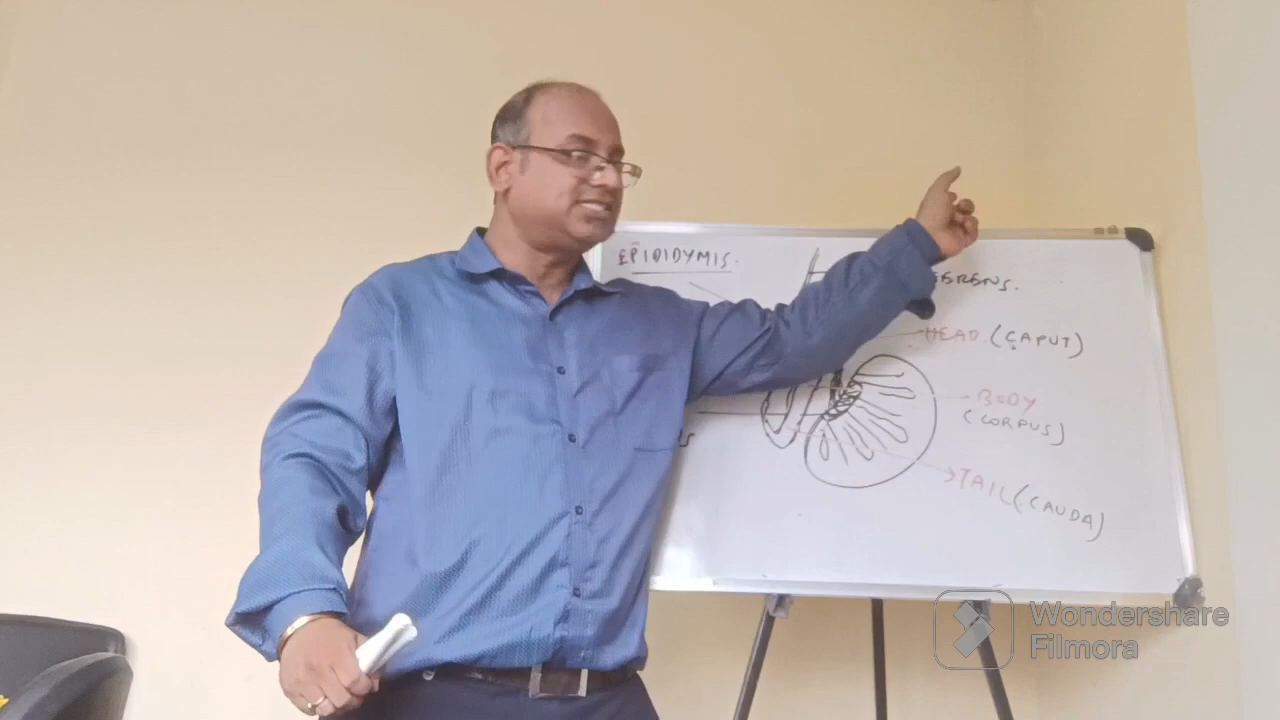 EPIDIDYMIS.
HEAD (CAPUT)
BODY
(CORPUS)
TAIL (CAUDA)
Wondershare
Filmora